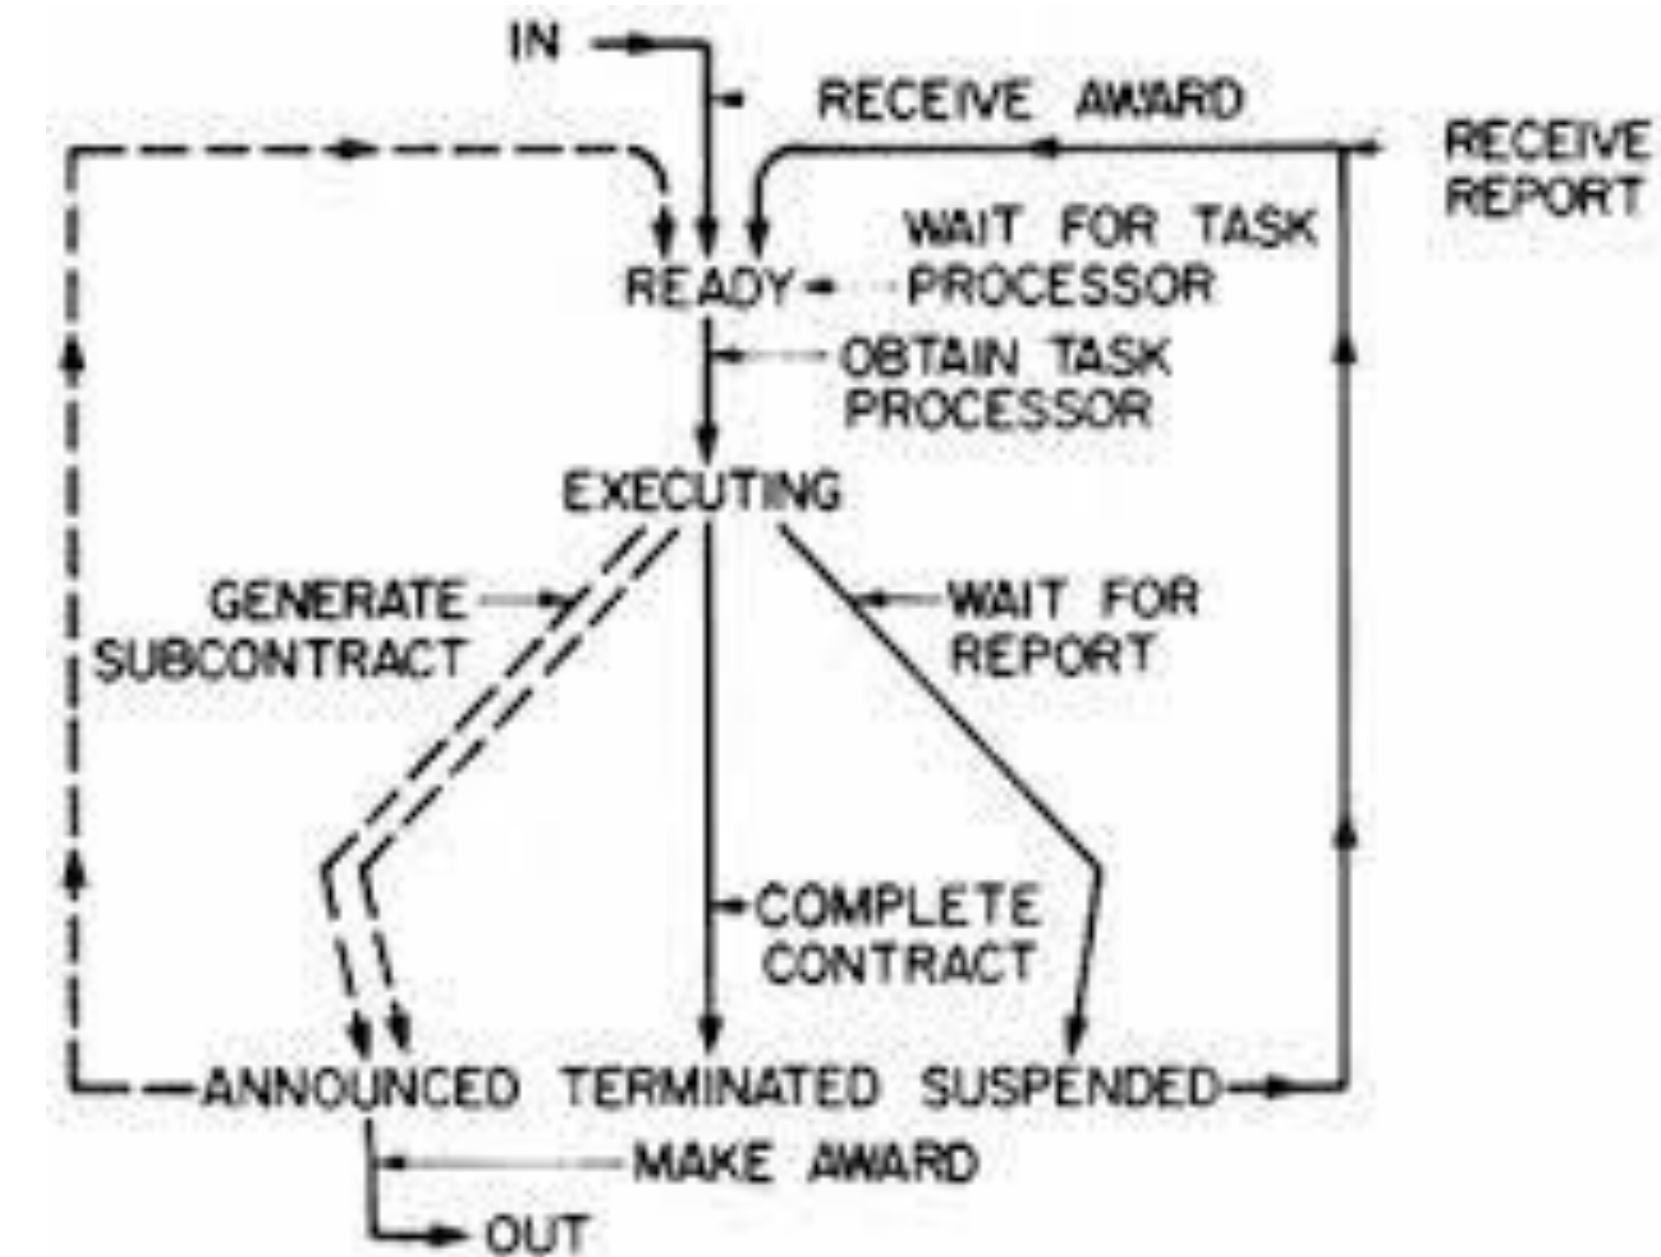 IN
RECEIVE AWARD
RECEIVE
REPORT
WAIT FOR TASK
PROCESSOR
READY
OBTAIN TASK
PROCESSOR
EXECUTING
GENERATE
SUBCONTRACT
WAIT FOR
REPORT
COMPLETE
CONTRACT
ANNOUNCED TERMINATED SUSPENDED
MAKE AWARD
OUT